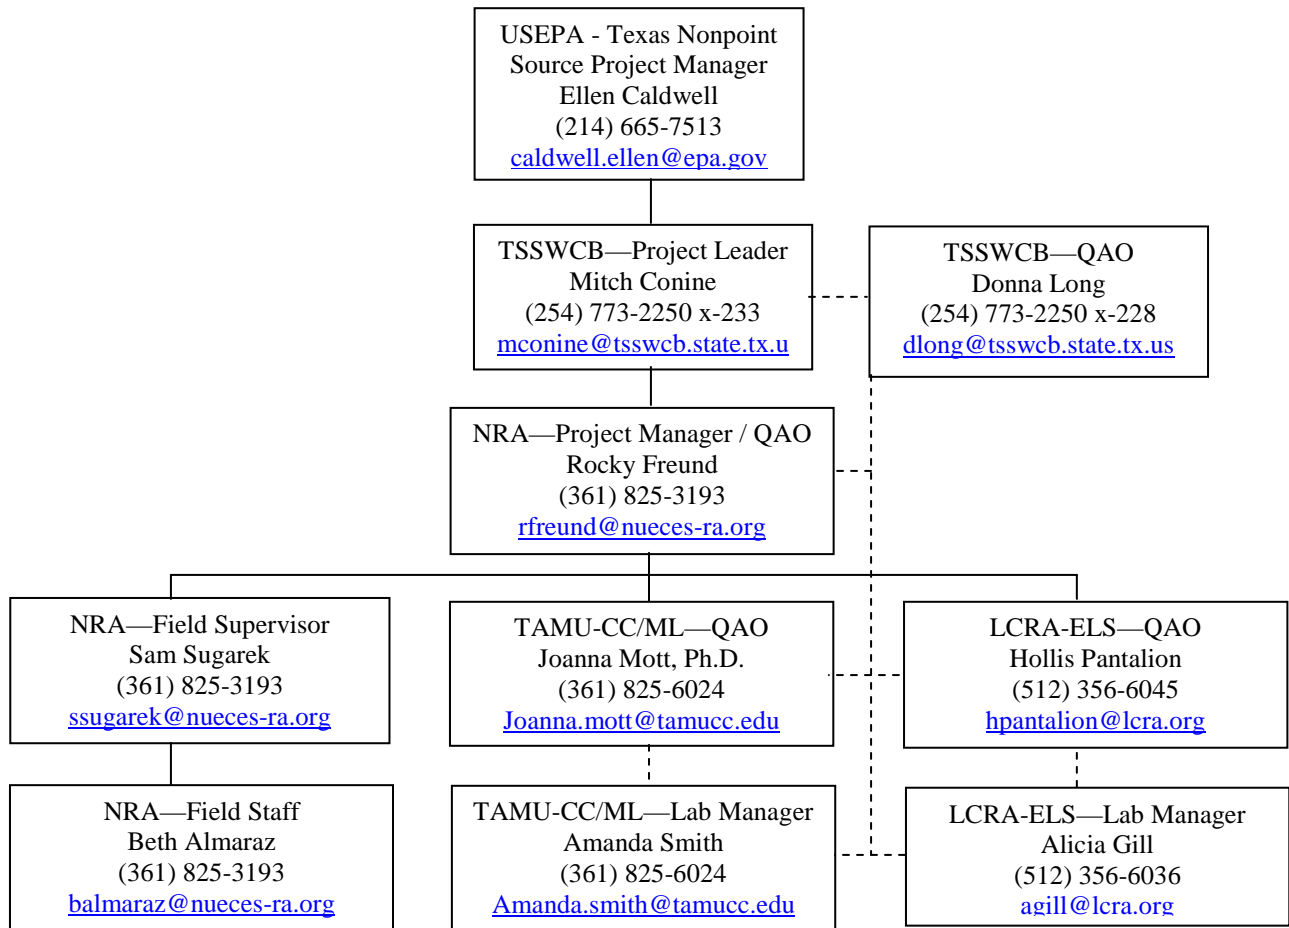 USEPA - Texas Nonpoint
Source Project Manager
Ellen Caldwell
(214) 665-7513
caldwell.ellen@epa.gov
TSSWCB—Project Leader
Mitch Conine
(254) 773-2250 x-233
mconine@tsswcb.state.tx.u
TSSWCB—QAO
Donna Long
(254) 773-2250 x-228
dlong@tsswcb.state.tx.us
NRA—Project Manager / QAO
Rocky Freund
(361) 825-3193
rfreund@nueces-ra.org
NRA—Field Supervisor
Sam Sugarek
(361) 825-3193
ssugarek@nueces-ra.org
TAMU-CC/ML—QAO
Joanna Mott, Ph.D.
(361) 825-6024
Joanna.mott@tamucc.edu
LCRA-ELS—QAO
Hollis Pantalion
(512) 356-6045
hpantalion@lcra.org
NRA—Field Staff
Beth Almaraz
(361) 825-3193
balmaraz@nueces-ra.org
TAMU-CC/ML—Lab Manager
Amanda Smith
(361) 825-6024
Amanda.smith@tamucc.edu
LCRA-ELS—Lab Manager
Alicia Gill
(512) 356-6036
agill@lcra.org